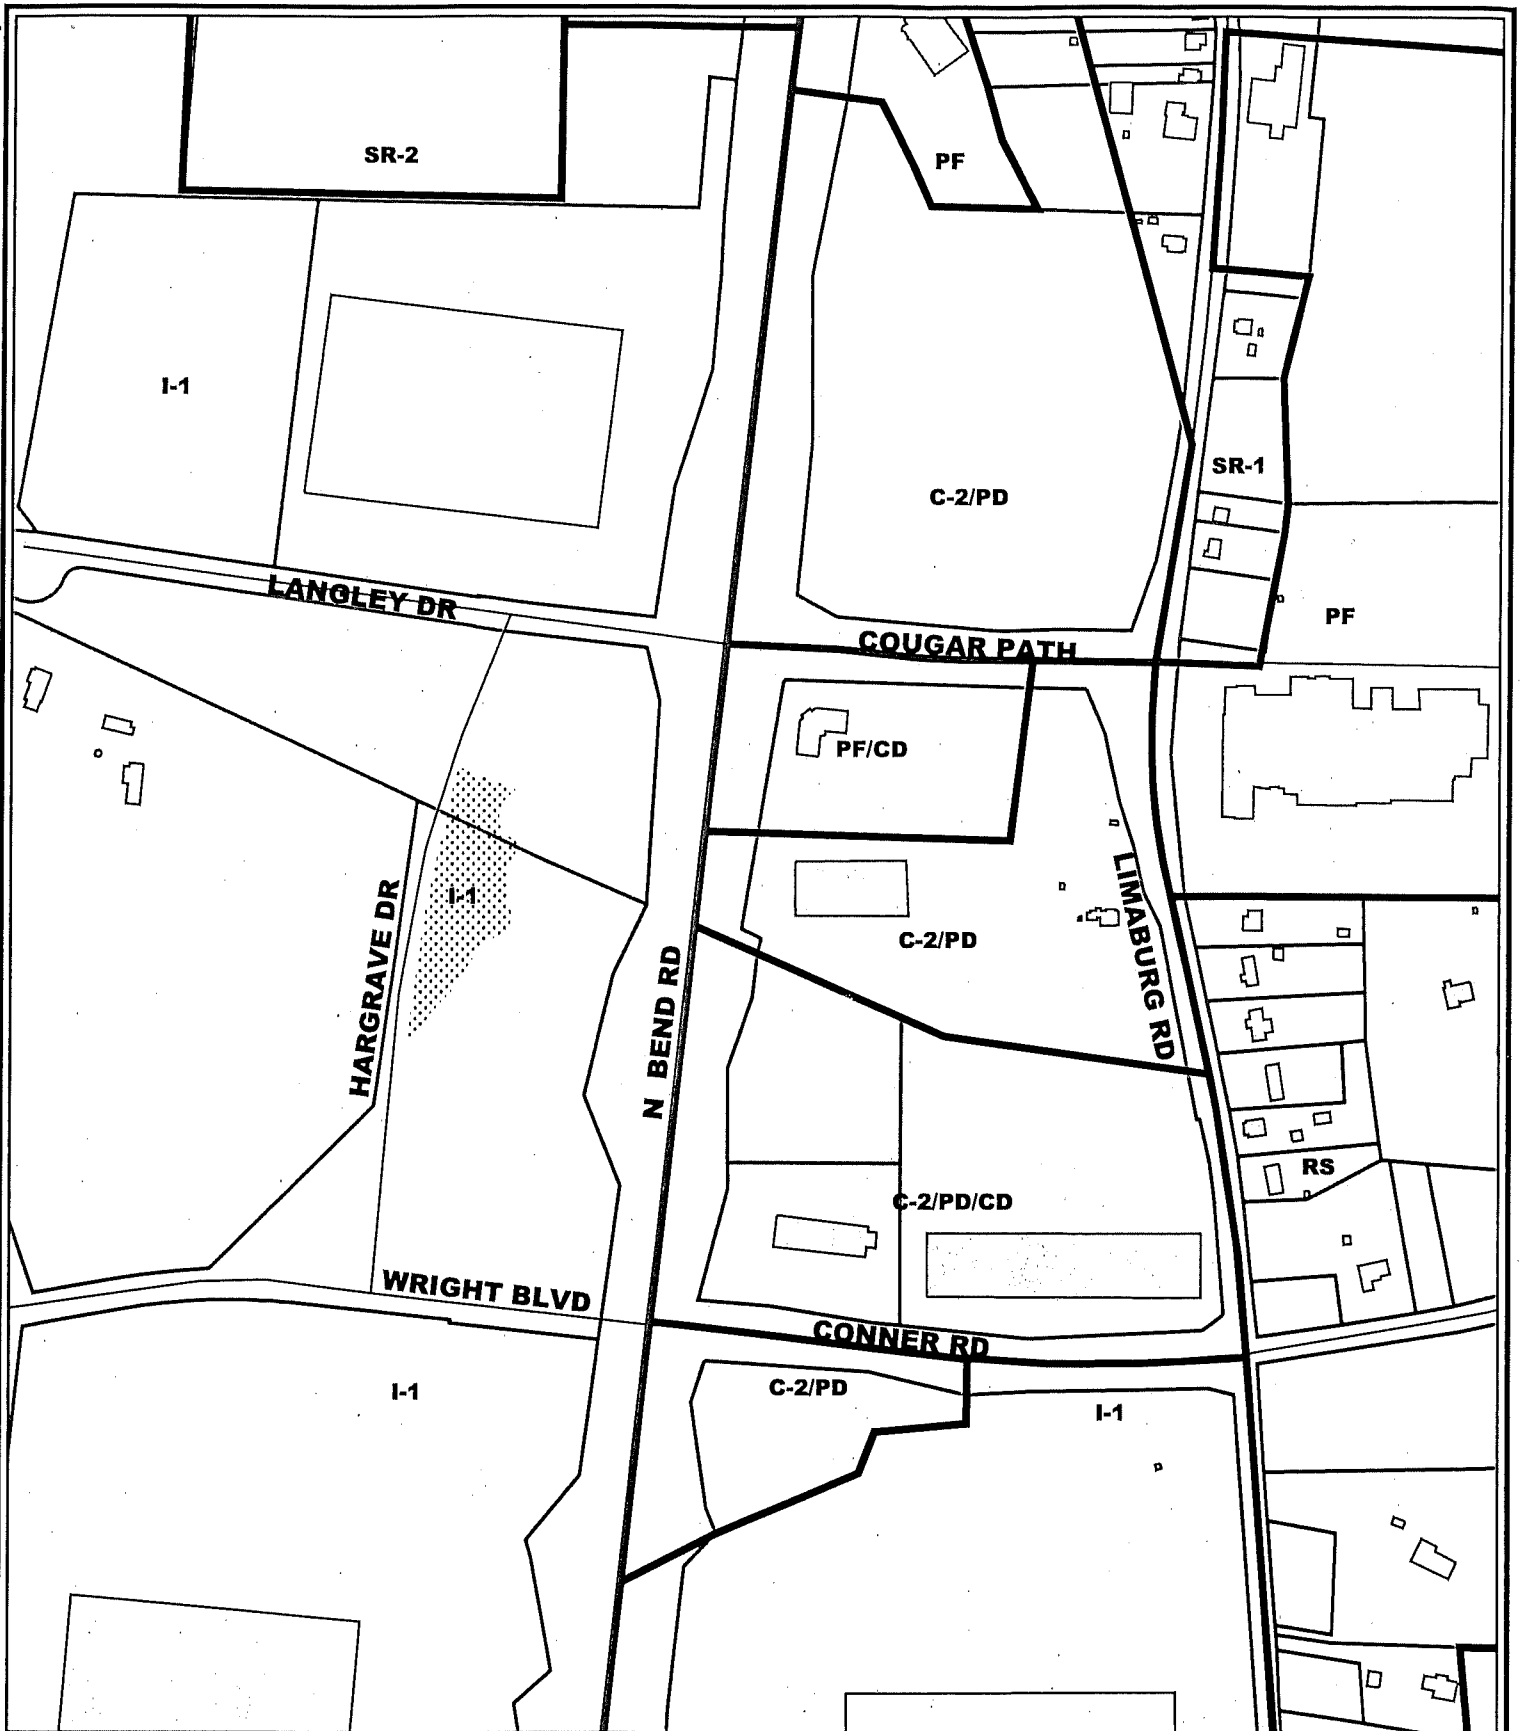 SR-2
PF
I-1
SR-1
C-2/PD
LANGLEY DR
PF
COUGAR PATH
PF/CD
I-1
C-2/PD
HARGRAVE DR
N BEND RD
LIMABURG RD
RS
C-2/PD/CD
WRIGHT BLVD
CONNER RD
C-2/PD
I-1
I-1